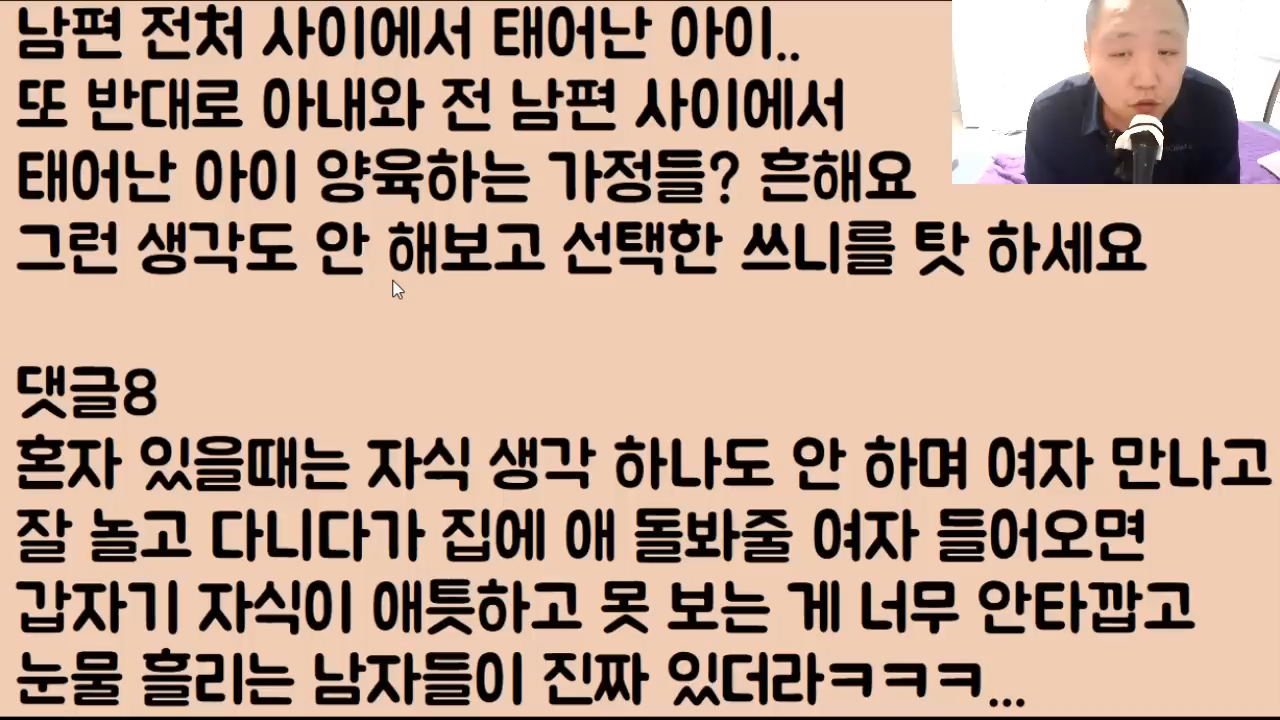 남편 전처 사이에서 태어난 아이..
또 반대로 아내와 전 남편 사이에서
태어난 아이 양육하는 가정들? 흔해요
그런 생각도 안 해보고 선택한 쓰니를 탓 하세요
댓글8
혼자 있을때는 자식 생각 하나도 안 하며 여자 만나고
잘 놀고 다니다가 집에 애 돌봐줄 여자 들어오면
갑자기 자식이 애틋하고 못 보는 게 너무 안타깝고
눈물 흘리는 남자들이 진짜 있더라ㅋㅋㅋ...